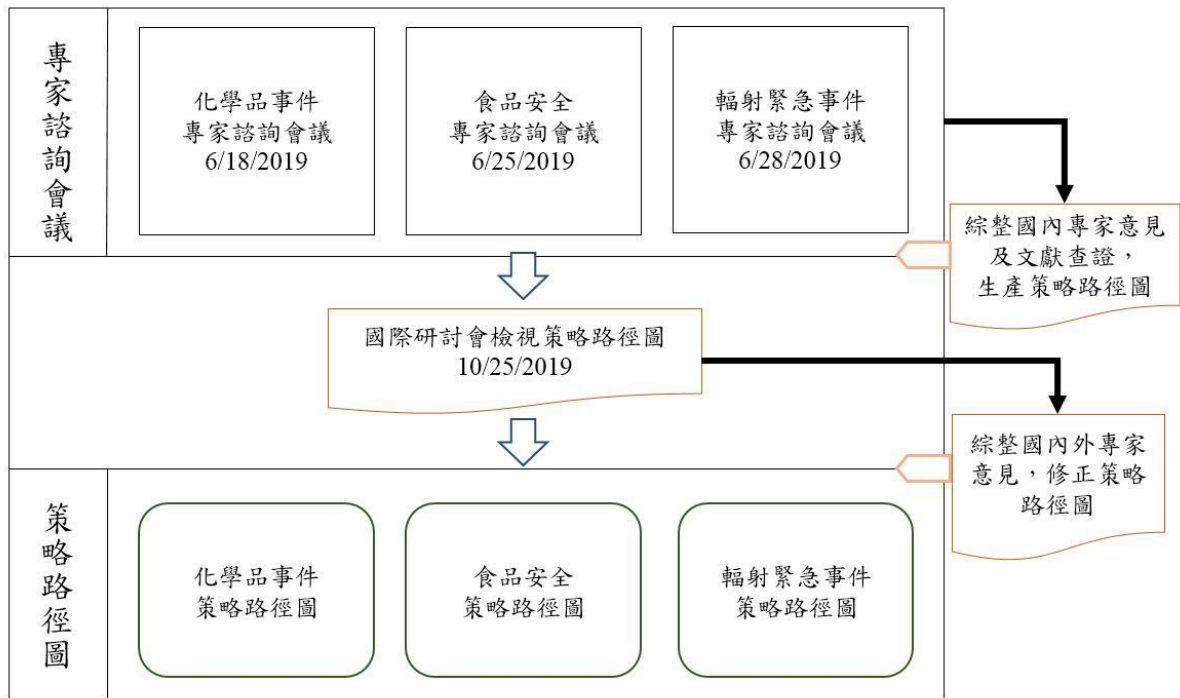 專家諮詢會議
化學品事件
專家諮詢會議
6/18/2019
食品安全
專家諮詢會議
6/25/2019
輻射緊急事件
專家諮詢會議
6/28/2019
綜整國內專家意見
及文獻查證，
生產策略路徑圖
國際研討會檢視策略路徑圖
10/25/2019
綜整國內外專家
意見，修正策略
路徑圖
策略路徑圖
化學品事件
策略路徑圖
食品安全
策略路徑圖
輻射緊急事件
策略路徑圖